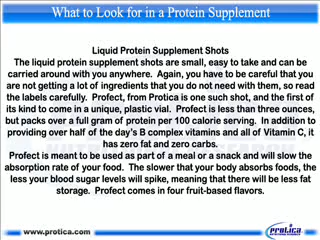 What to Look for in a Protein Supplement
Liquid Protein Supplement Shots
The liquid protein supplement shots are small, easy to take and can be
carried around with you anywhere. Again, you have to be careful that you
are not getting a lot of ingredients that you do not need with them, so read
the labels carefully. Profect, from Protica is one such shot, and the first of
its kind to come in a unique, plastic vial. Profect is less than three ounces,
but packs over a full gram of protein per 100 calorie serving. In addition to
providing over half of the day's B complex vitamins and all of Vitamin C, it
has zero fat and zero carbs.
Profect is meant to be used as part of a meal or a snack and will slow the
absorption rate of your food. The slower that your body absorbs foods, the
less your blood sugar levels will spike, meaning that there will be less fat
storage. Profect comes in four fruit-based flavors.
www.protica.com
protica